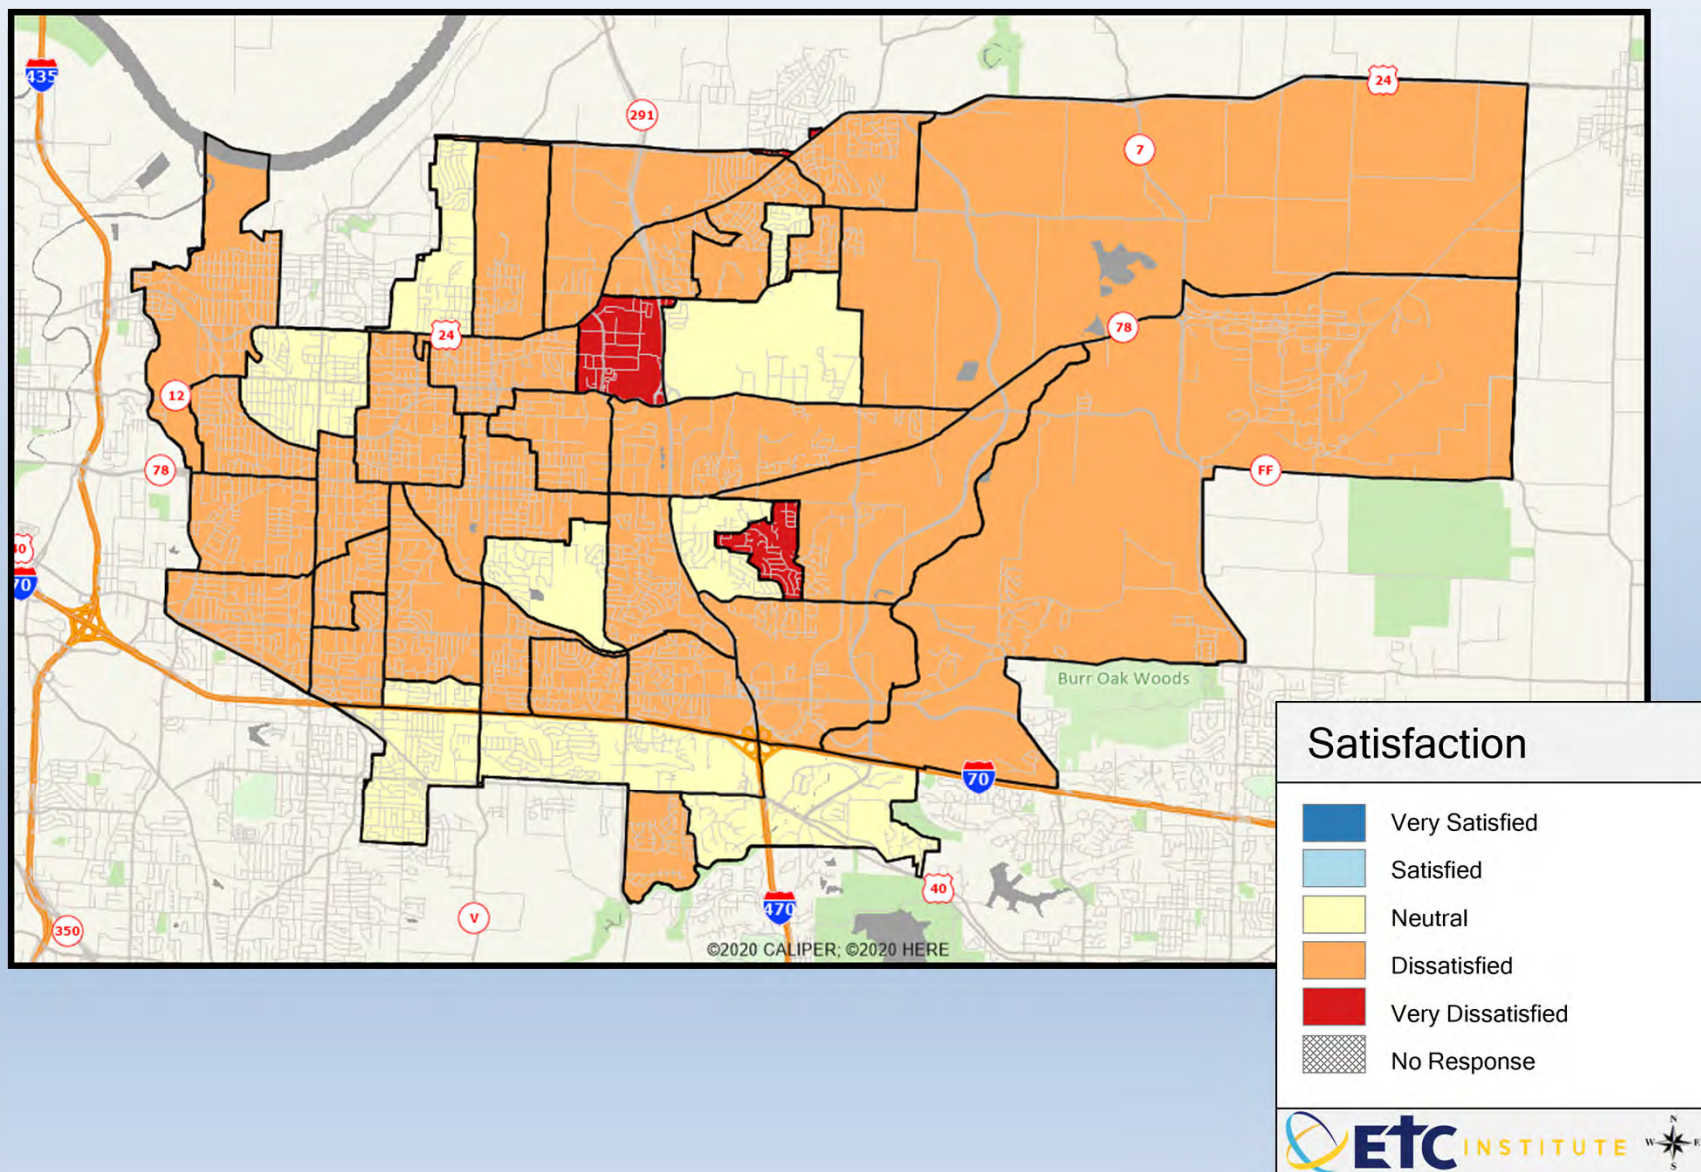 435
24
291
7
24
78
12
78
FF
40
70
Burr Oak Woods
70
40
V
470
350
©2020 CALIPER; ©2020 HERE
Satisfaction
Very Satisfied
Satisfied
Neutral
Dissatisfied
Very Dissatisfied
No Response
ETC INSTITUTE
N
W E
S